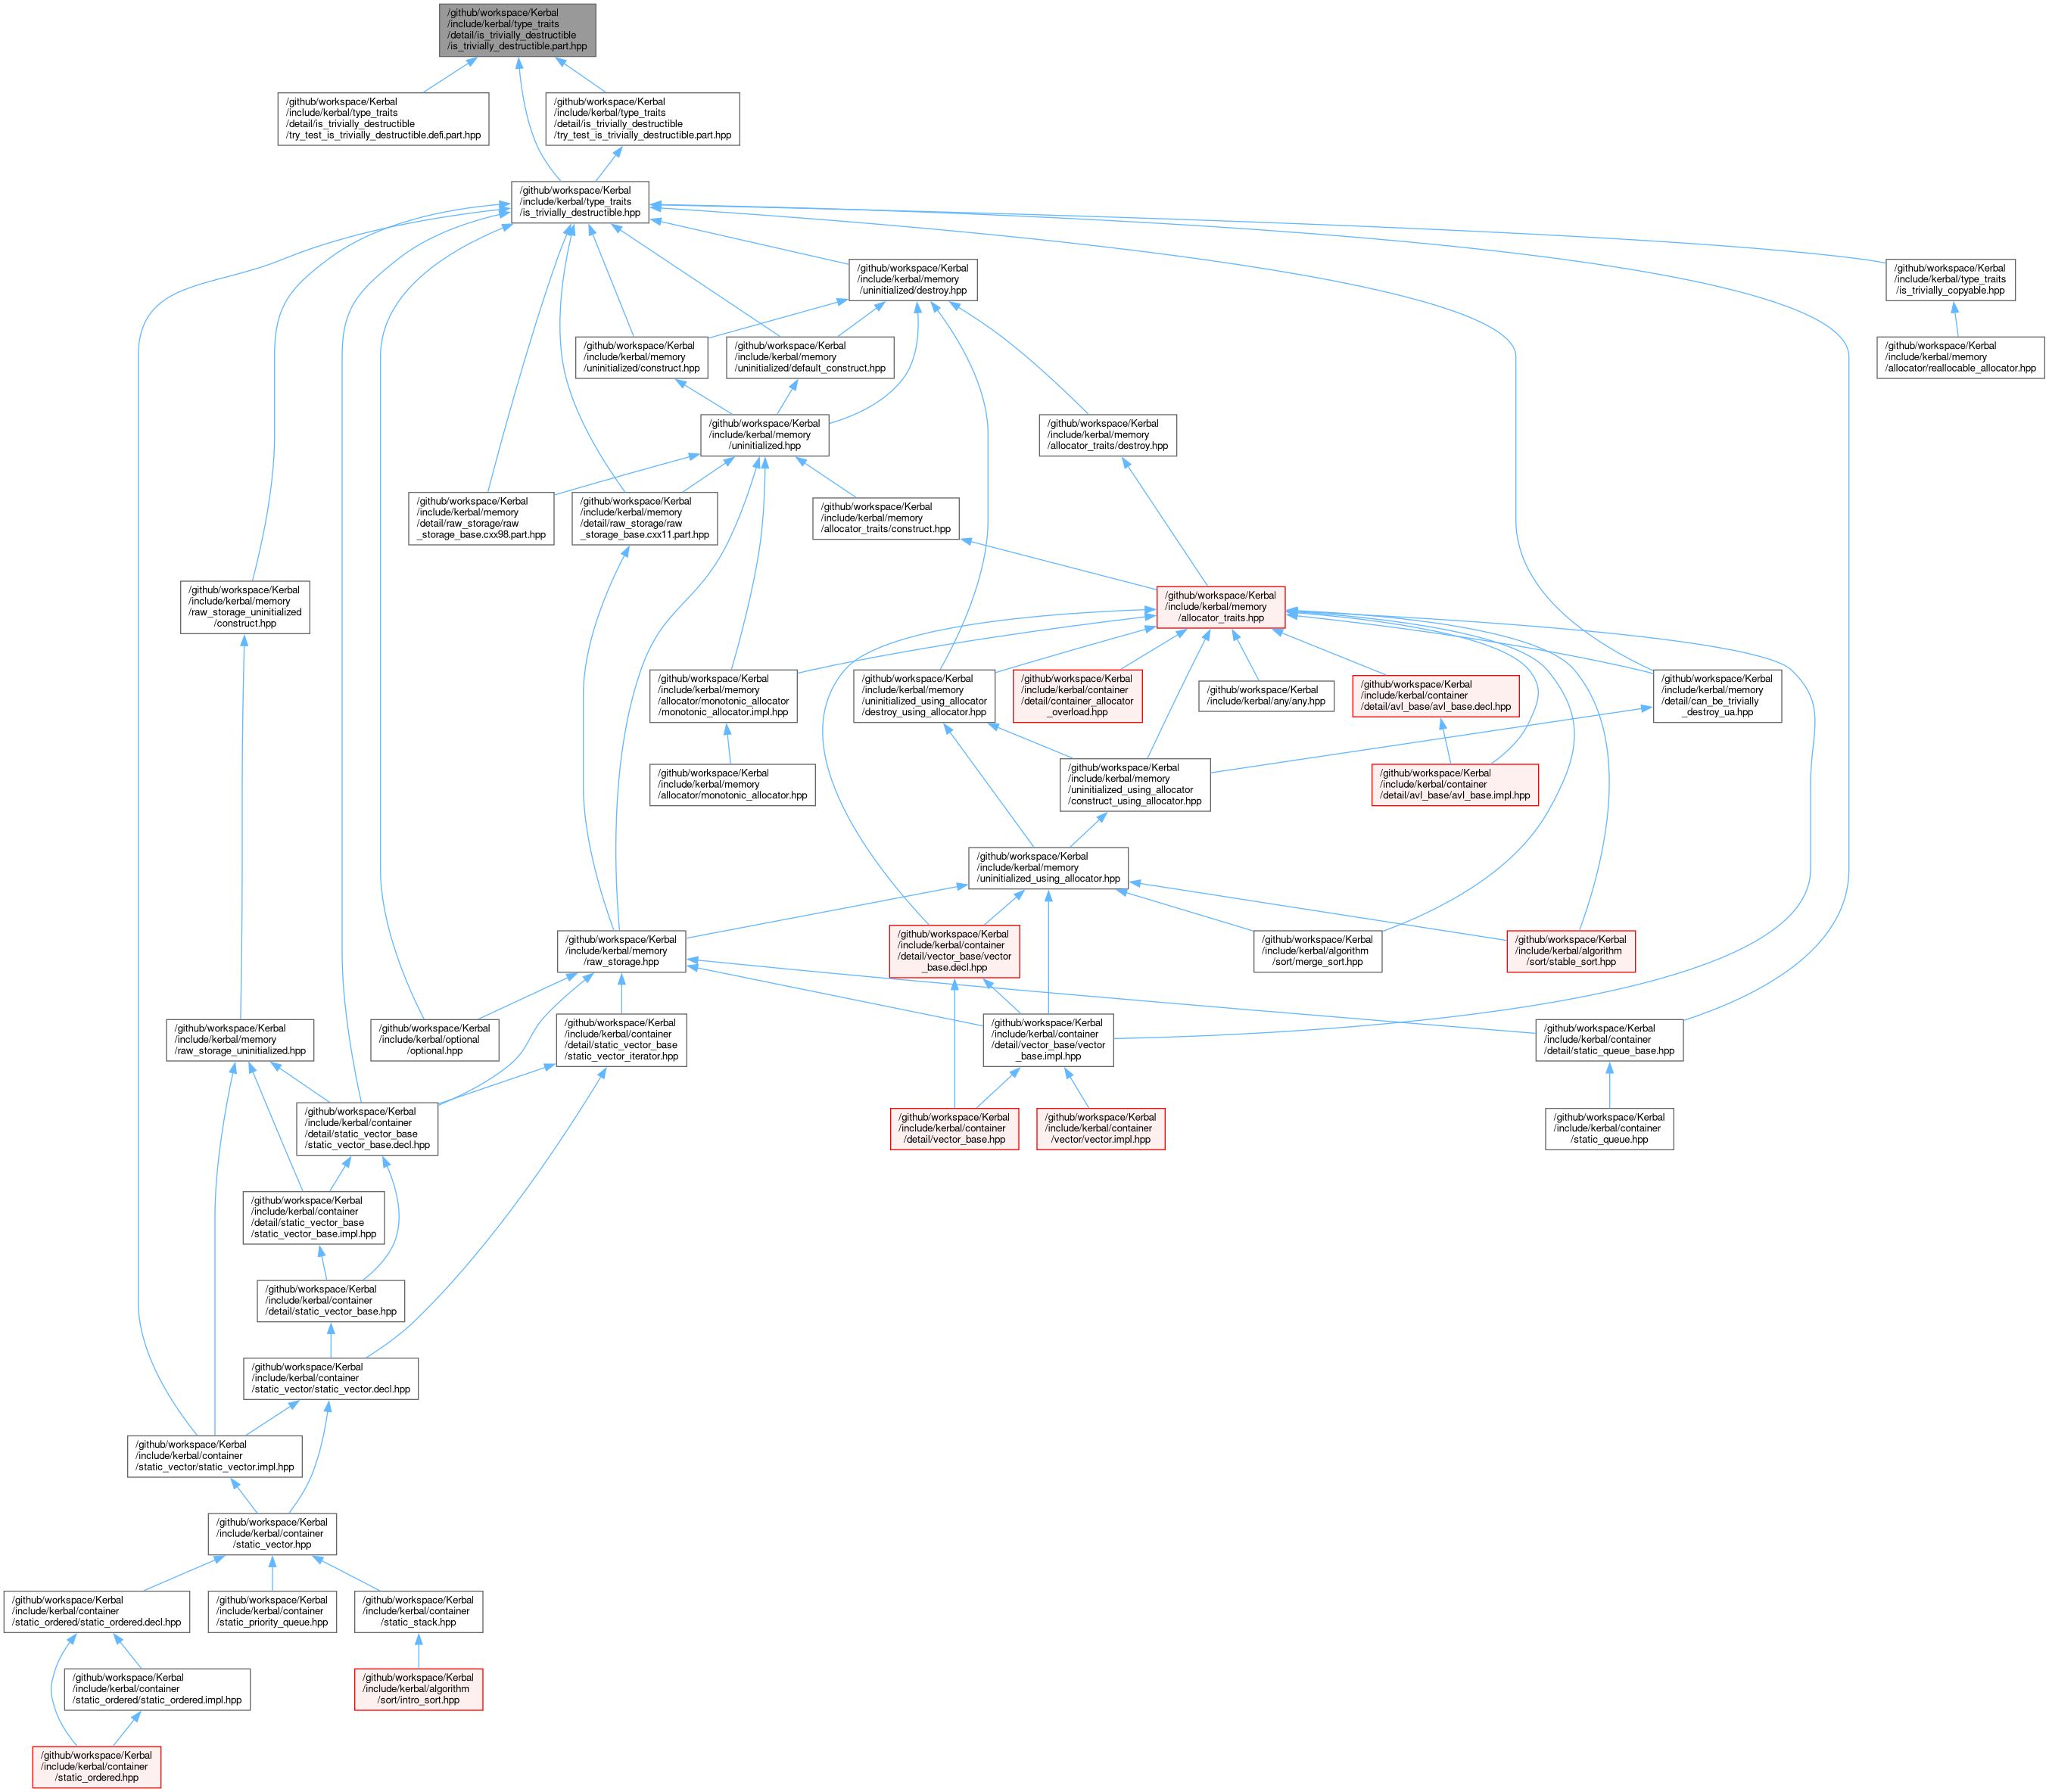 /github/workspace/Kerbal
/include/kerbal/type_traits
/detail/is_trivially_destructible
/is_trivially_destructible.part.hpp
/github/workspace/Kerbal
/include/kerbal/type_traits
/detail/is_trivially_destructible
/try_test_is_trivially_destructible.defi.part.hpp
/github/workspace/Kerbal
/include/kerbal/type_traits
/detail/is_trivially_destructible
/try_test_is_trivially_destructible.part.hpp
/github/workspace/Kerbal
/include/kerbal/type_traits
/is_trivially_destructible.hpp
/github/workspace/Kerbal
/include/kerbal/memory
/uninitialized/destroy.hpp
/github/workspace/Kerbal
/include/kerbal/type_traits
/is_trivially_copyable.hpp
/github/workspace/Kerbal
/include/kerbal/memory
/uninitialized/construct.hpp
/github/workspace/Kerbal
/include/kerbal/memory
/uninitialized/default_construct.hpp
/github/workspace/Kerbal
/include/kerbal/memory
/allocator/reallocable_allocator.hpp
/github/workspace/Kerbal
/include/kerbal/memory
/uninitialized.hpp
/github/workspace/Kerbal
/include/kerbal/memory
/allocator_traits/destroy.hpp
/github/workspace/Kerbal
/include/kerbal/memory
/detail/raw_storage/raw
_storage_base.cxx98.part.hpp
/github/workspace/Kerbal
/include/kerbal/memory
/detail/raw_storage/raw
_storage_base.cxx11.part.hpp
/github/workspace/Kerbal
/include/kerbal/memory
/allocator_traits/construct.hpp
/github/workspace/Kerbal
/include/kerbal/memory
/raw_storage_uninitialized
/construct.hpp
/github/workspace/Kerbal
/include/kerbal/memory
/allocator_traits.hpp
/github/workspace/Kerbal
/include/kerbal/memory
/allocator/monotonic_allocator
/monotonic_allocator.impl.hpp
/github/workspace/Kerbal
/include/kerbal/memory
/uninitialized_using_allocator
/destroy_using_allocator.hpp
/github/workspace/Kerbal
/include/kerbal/container
/detail/container_allocator
_overload.hpp
/github/workspace/Kerbal
/include/kerbal/any/any.hpp
/github/workspace/Kerbal
/include/kerbal/container
/detail/avl_base/avl_base.decl.hpp
/github/workspace/Kerbal
/include/kerbal/memory
/detail/can_be_trivially
_destroy_ua.hpp
/github/workspace/Kerbal
/include/kerbal/memory
/allocator/monotonic_allocator.hpp
/github/workspace/Kerbal
/include/kerbal/memory
/uninitialized_using_allocator
/construct_using_allocator.hpp
/github/workspace/Kerbal
/include/kerbal/container
/detail/avl_base/avl_base.impl.hpp
/github/workspace/Kerbal
/include/kerbal/memory
/uninitialized_using_allocator.hpp
/github/workspace/Kerbal
/include/kerbal/memory
/raw_storage.hpp
/github/workspace/Kerbal
/include/kerbal/container
/detail/vector_base/vector
_base.decl.hpp
/github/workspace/Kerbal
/include/kerbal/algorithm
/sort/merge_sort.hpp
/github/workspace/Kerbal
/include/kerbal/algorithm
/sort/stable_sort.hpp
/github/workspace/Kerbal
/include/kerbal/memory
/raw_storage_uninitialized.hpp
/github/workspace/Kerbal
/include/kerbal/optional
/optional.hpp
/github/workspace/Kerbal
/include/kerbal/container
/detail/static_vector_base
/static_vector_iterator.hpp
/github/workspace/Kerbal
/include/kerbal/container
/detail/vector_base/vector
_base.impl.hpp
/github/workspace/Kerbal
/include/kerbal/container
/detail/static_queue_base.hpp
/github/workspace/Kerbal
/include/kerbal/container
/detail/static_vector_base
/static_vector_base.decl.hpp
/github/workspace/Kerbal
/include/kerbal/container
/detail/vector_base.hpp
/github/workspace/Kerbal
/include/kerbal/container
/vector/vector.impl.hpp
/github/workspace/Kerbal
/include/kerbal/container
/static_queue.hpp
/github/workspace/Kerbal
/include/kerbal/container
/detail/static_vector_base
/static_vector_base.impl.hpp
/github/workspace/Kerbal
/include/kerbal/container
/detail/static_vector_base.hpp
/github/workspace/Kerbal
/include/kerbal/container
/static_vector/static_vector.decl.hpp
/github/workspace/Kerbal
/include/kerbal/container
/static_vector/static_vector.impl.hpp
/github/workspace/Kerbal
/include/kerbal/container
/static_vector.hpp
/github/workspace/Kerbal
/include/kerbal/container
/static_ordered/static_ordered.decl.hpp
/github/workspace/Kerbal
/include/kerbal/container
/static_priority_queue.hpp
/github/workspace/Kerbal
/include/kerbal/container
/static_stack.hpp
/github/workspace/Kerbal
/include/kerbal/container
/static_ordered/static_ordered.impl.hpp
/github/workspace/Kerbal
/include/kerbal/algorithm
/sort/intro_sort.hpp
/github/workspace/Kerbal
/include/kerbal/container
/static_ordered.hpp